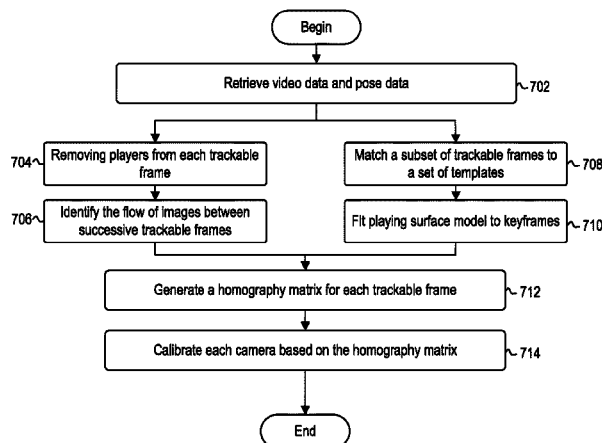 Begin
Retrieve video data and pose data
702
704
Removing players from each trackable
frame
Match a subset of trackable frames to
a set of templates
708
706
Identify the flow of images between
successive trackable frames
Fit playing surface model to keyframes
710
Generate a homography matrix for each trackable frame
712
Calibrate each camera based on the homography matrix
714
End